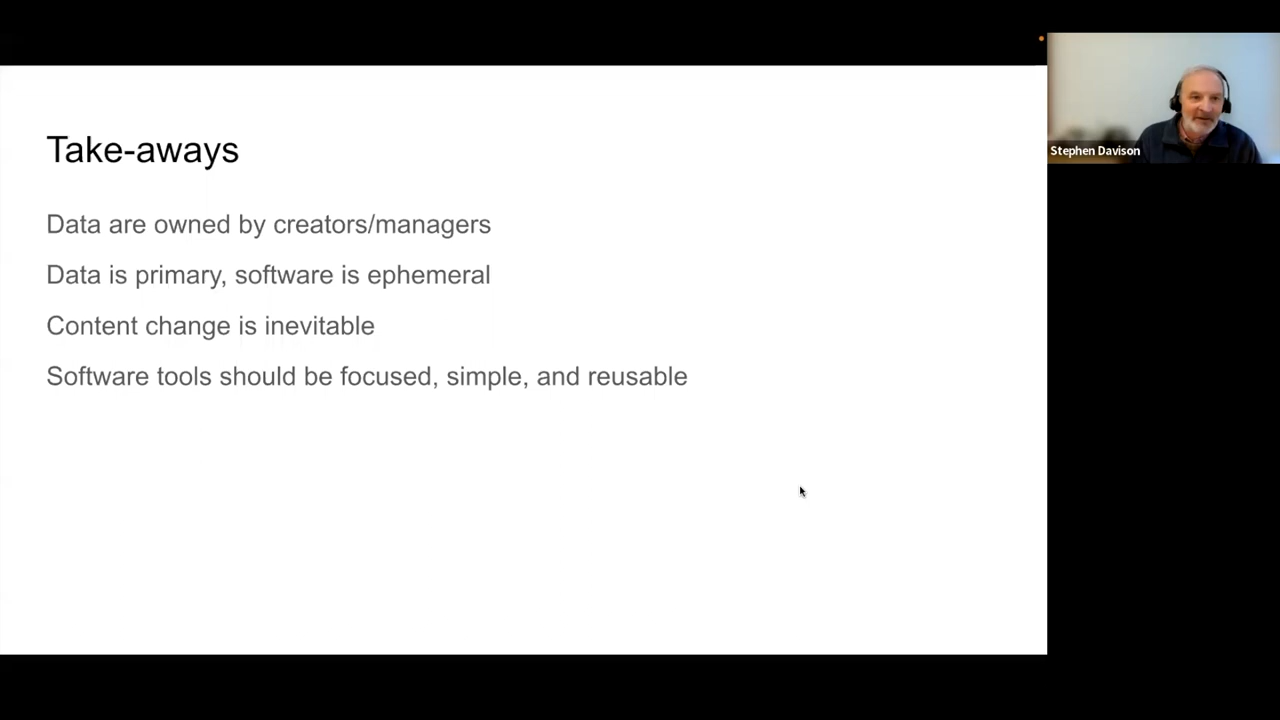 Take-aways
Data are owned by creators/managers
Data is primary, software is ephemeral
Content change is inevitable
Software tools should be focused, simple, and reusable
Stephen Davison